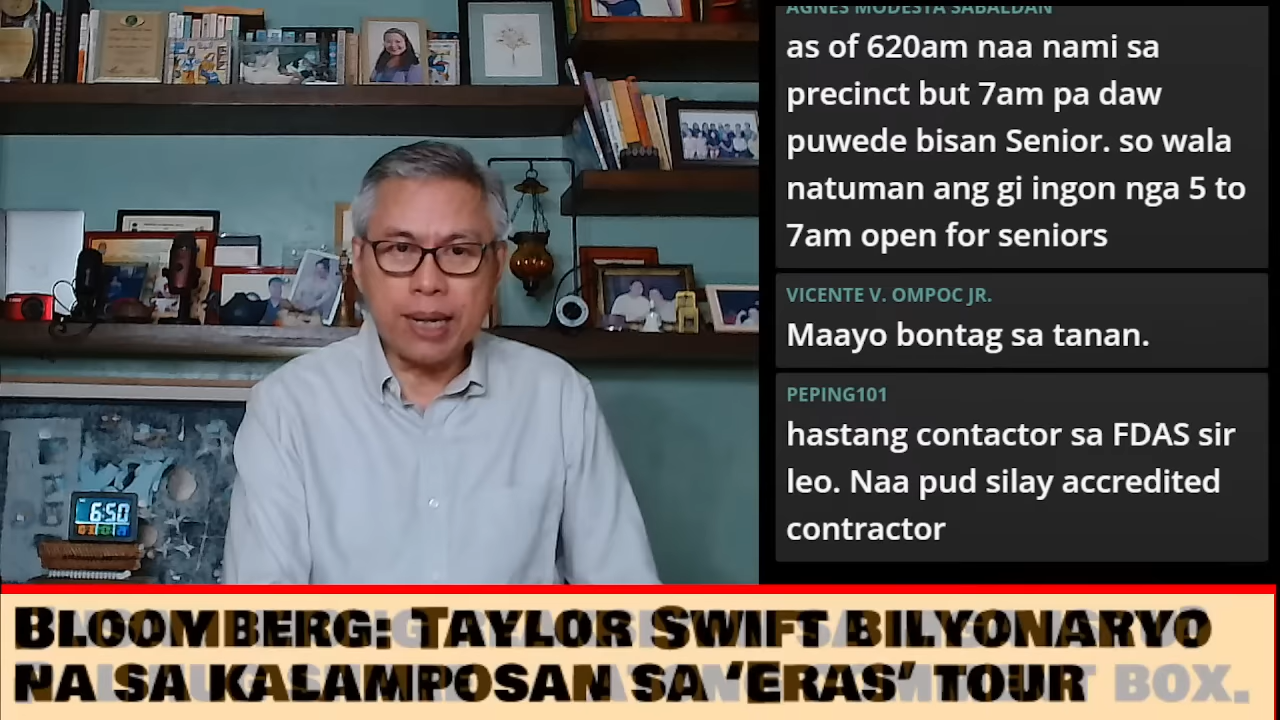 AGNES MODESTA SABALDAN
as of 620am naa nami sa
precinct but 7am pa daw
puwede bisan Senior. so wala
natuman ang gi ingon nga 5 to
7am open for seniors
VICENTE V. OMPOC JR.
Maayo bontag sa tanan.
PEPING101
hastang contactor sa FDAS sir
leo. Naa pud silay accredited
contractor
6:50
BLOOMBERG: TAYLOR SWIFT BILYONARYO
NA SA KALAMPOSAN SA ‘ERAS’ TOUR
BOX.